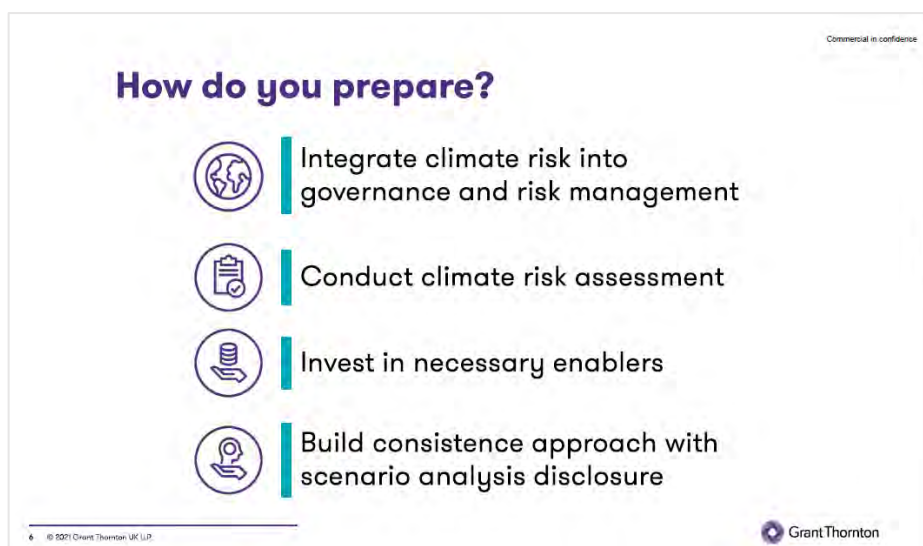 Commercial in confidence
How do you prepare?
Integrate climate risk into
governance and risk management
Conduct climate risk assessment
Invest in necessary enablers
Build consistence approach with
scenario analysis disclosure
6 © 2021 Grant Thornton UK LLP.
Grant Thornton